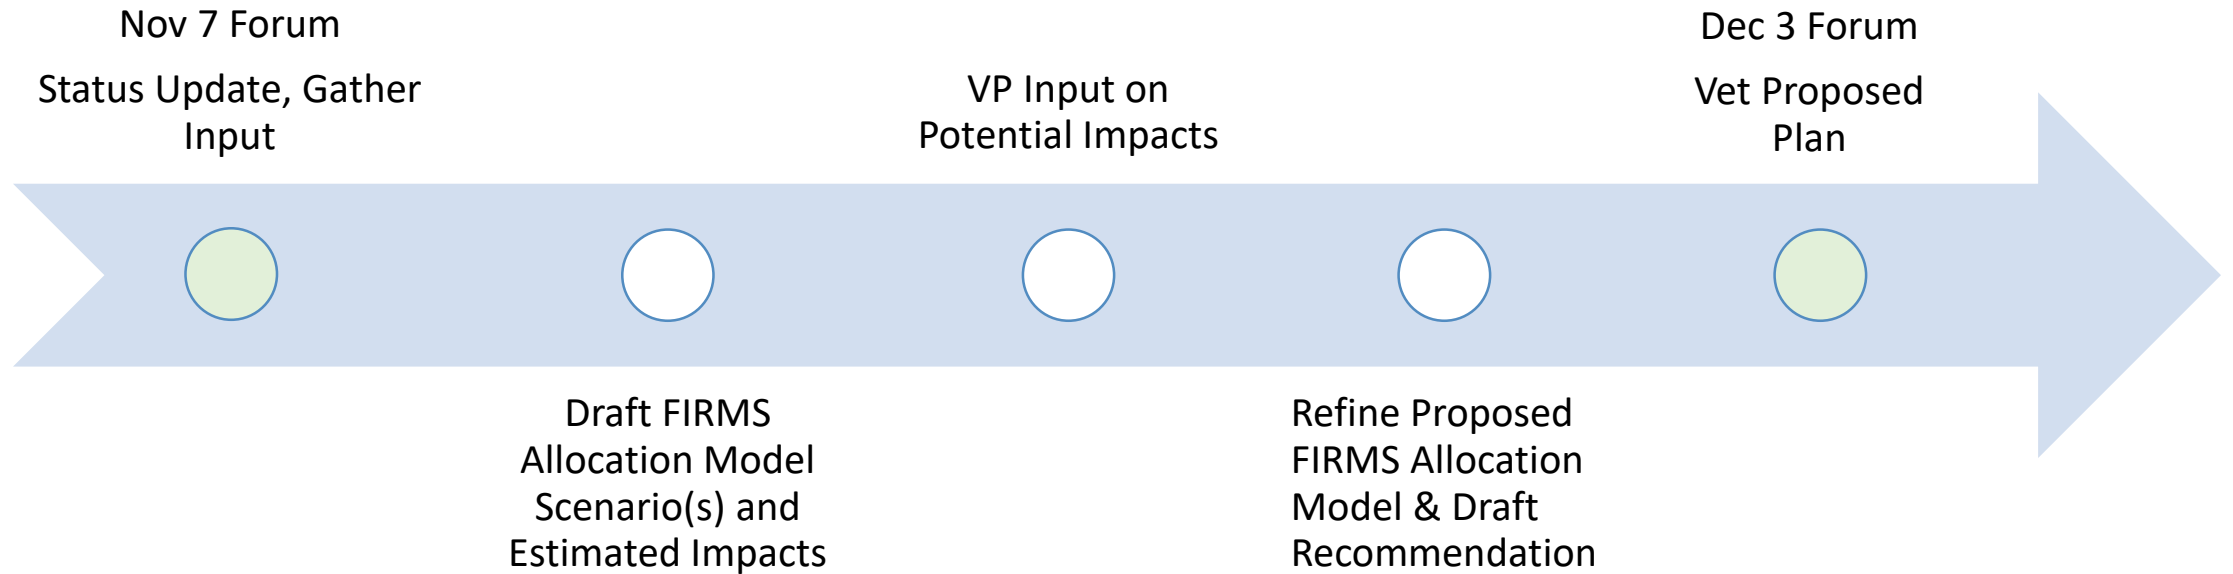 Nov 7 Forum
Status Update, Gather
Input
Draft FIRMS
Allocation Model
Scenario(s) and
Estimated Impacts
VP Input on
Potential Impacts
Refine Proposed
FIRMS Allocation
Model & Draft
Recommendation
Dec 3 Forum
Vet Proposed
Plan